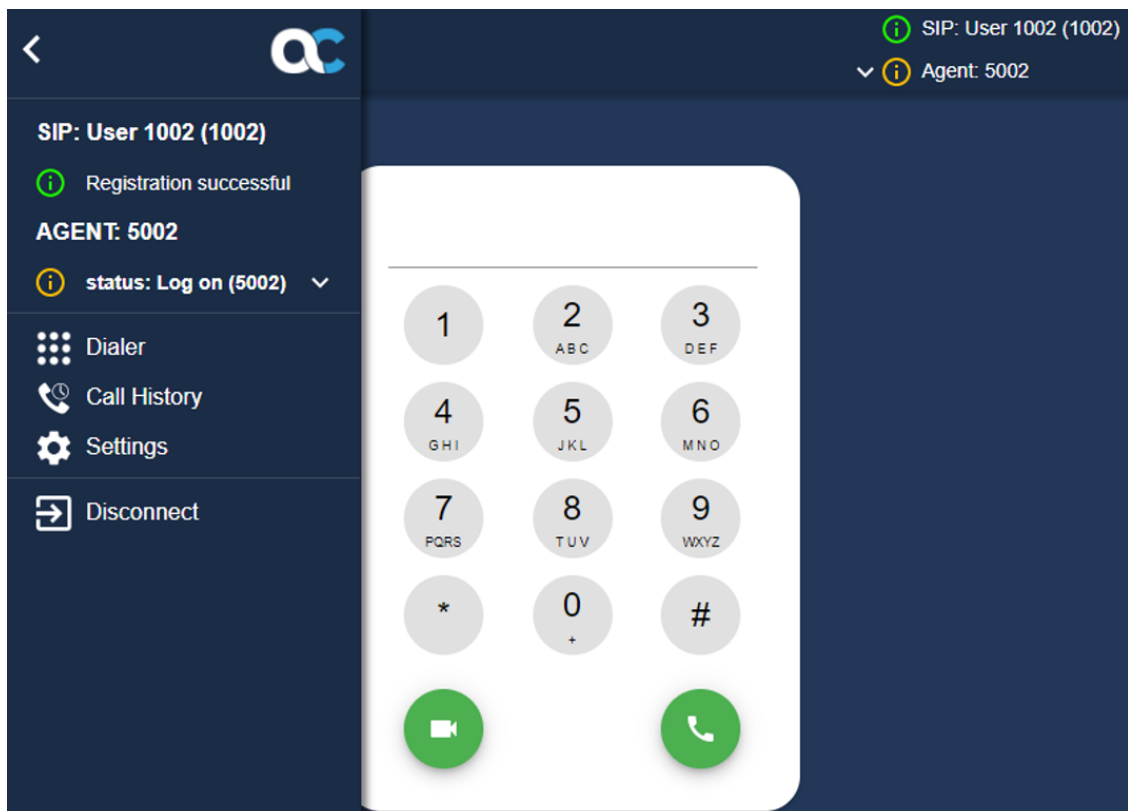 SIP: User 1002 (1002)
Agent: 5002
SIP: User 1002 (1002)
Registration successful
AGENT: 5002
status: Log on (5002)
Dialer
Call History
Settings
Disconnect
1
2
3
ABC
DEF
4
5
6
GHI
JKL
MNO
7
8
9
PQRS
TUV
WXYZ
*
0
#
+